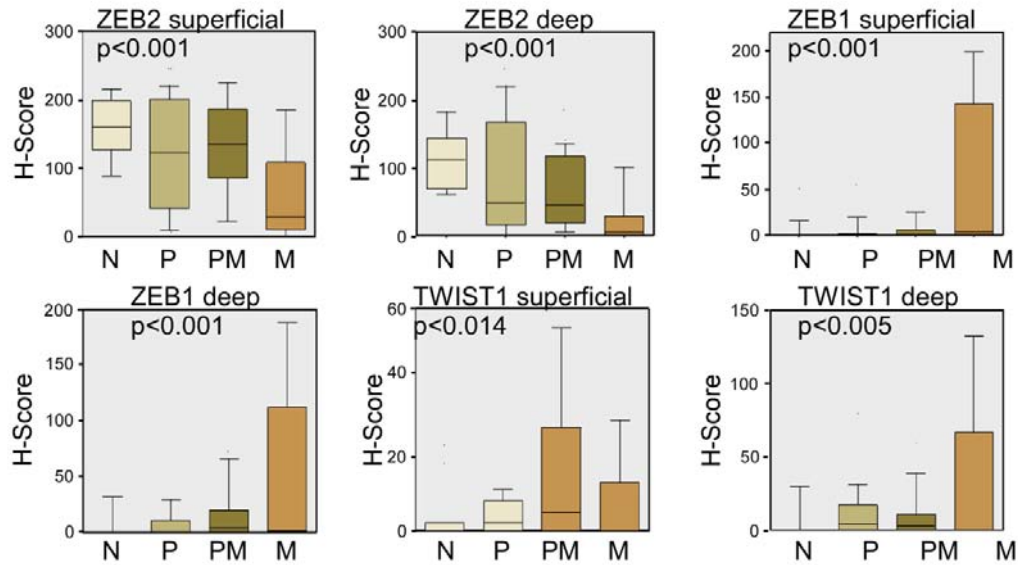 ZEB2 superficial
p<0.001
300
200
100
0
H-Score
N P PM M
ZEB2 deep
p<0.001
300
200
100
0
H-Score
N P PM M
ZEB1 superficial
p<0.001
200
150
100
50
0
H-Score
N P PM M
ZEB1 deep
p<0.001
200
150
100
50
0
H-Score
N P PM M
TWIST1 superficial
p<0.014
60
40
20
0
H-Score
N P PM M
TWIST1 deep
p<0.005
150
100
50
0
H-Score
N P PM M